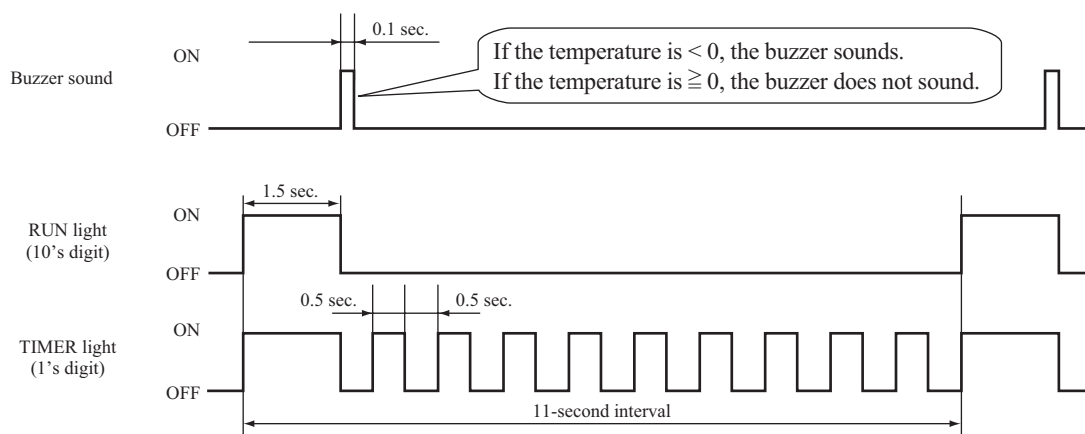 0.1 sec.
ON
Buzzer sound
OFF
If the temperature is < 0, the buzzer sounds.
If the temperature is ≧ 0, the buzzer does not sound.
1.5 sec.
ON
RUN light
(10’s digit)
OFF
0.5 sec.
0.5 sec.
ON
TIMER light
(1’s digit)
OFF
11-second interval